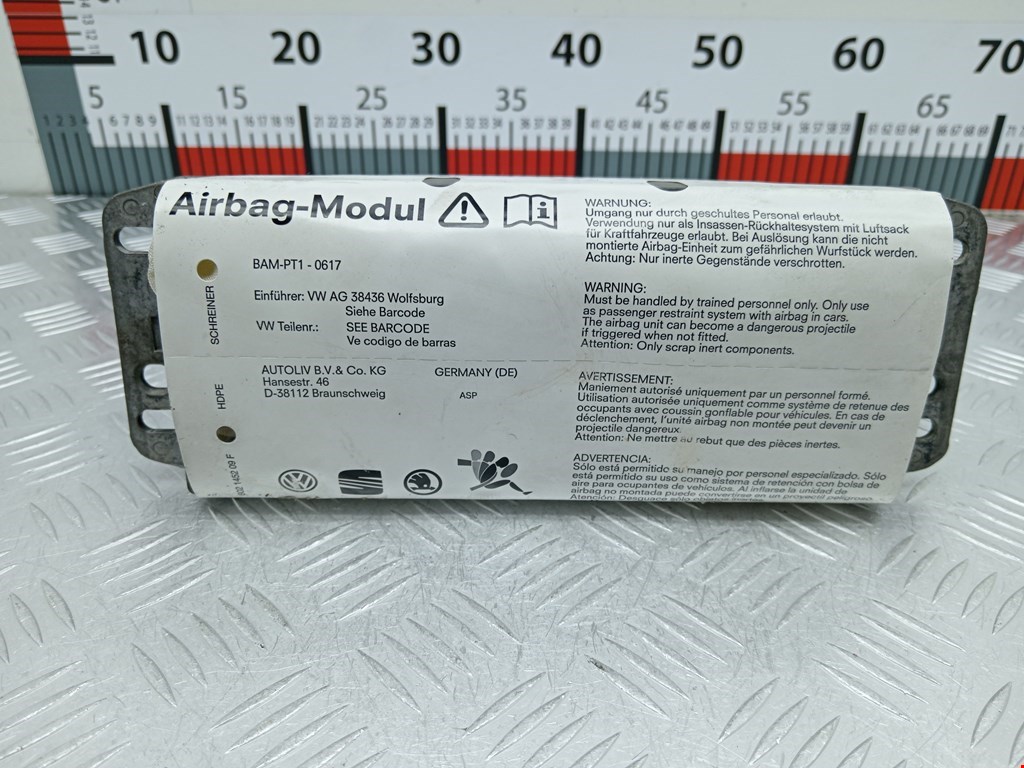 10 20 30 40 50 60 70
5 15 25 35 45 55 65
Airbag-Modul
BAM-PT1 - 0617
Einführer: VW AG 38436 Wolfsburg
Siehe Barcode
VW Teilenr.: SEE BARCODE
Ve codigo de barras
AUTOLIV B.V.& Co. KG
Hansestr. 46
D-38112 Braunschweig
GERMANY (DE)
ASP
SCHREINER
HDPE
1452 09 F
WARNUNG:
Umgang nur durch geschultes Personal erlaubt.
Verwendung nur als Insassen-Rückhaltesystem mit Luftsack
für Kraftfahrzeuge erlaubt. Bei Auslösung kann die nicht
montierte Airbag-Einheit zum gefährlichen Wurfstück werden.
Achtung: Nur inerte Gegenstände verschrotten.
WARNING:
Must be handled by trained personnel only. Only use
as passenger restraint system with airbag in cars.
The airbag unit can become a dangerous projectile
if triggered when not fitted.
Attention: Only scrap inert components.
AVERTISSEMENT:
Maniement autorisé uniquement par un personnel formé.
Utilisation autorisée uniquement comme système de retenue des
occupants avec coussin gonflable pour véhicules. En cas de
déclenchement, l'unité airbag non montée peut devenir un
projectile dangereux.
Attention: Ne mettre au rebut que des pièces inertes.
ADVERTENCIA:
Sólo está permitido su manejo por personel especializado. Sólo
está permitido su uso como sistema de retención con bolsa de
aire para ocupantes de vehículos. Al inflarse la unidad de
airbag no montada puede convertirse en un proyectil peligroso.
Atención: Desguace sólo objetos inertes.